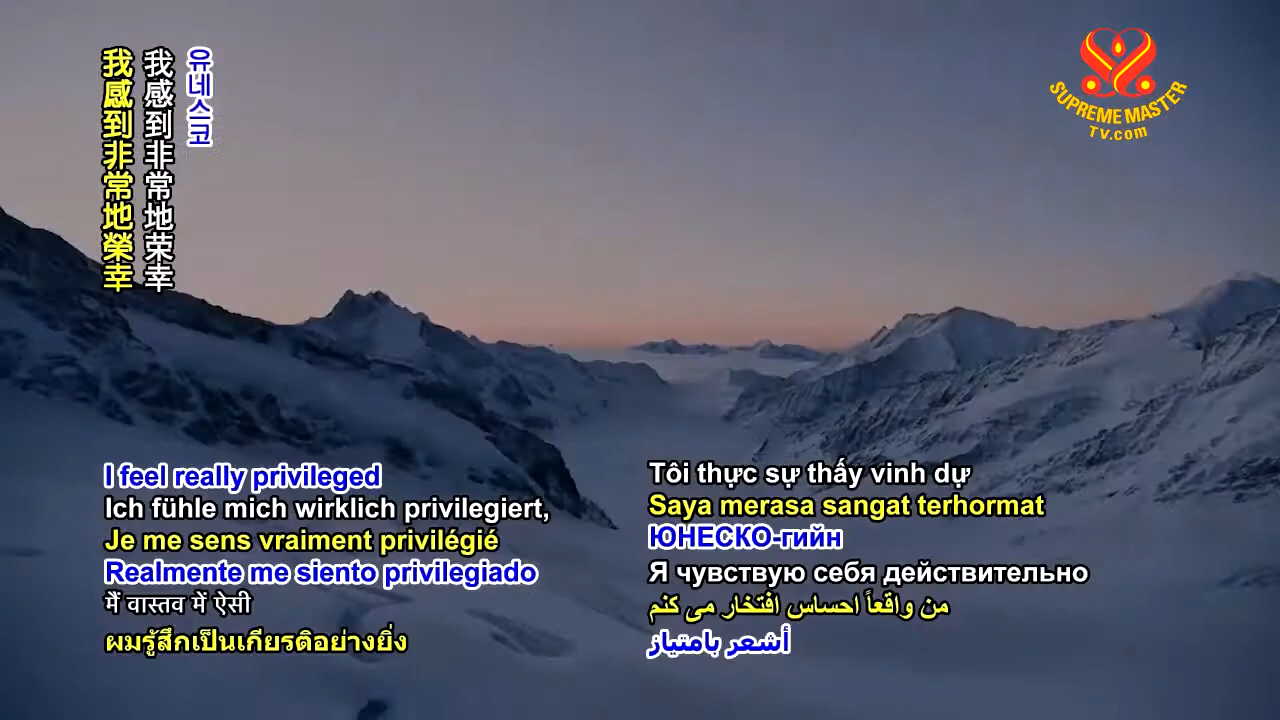 유네스코
我感到非常地荣幸
我感到非常地榮幸
SUPREME MASTER
TV.com
I feel really privileged
Ich fühle mich wirklich privilegiert,
Je me sens vraiment privilégié
Realmente me siento privilegiado
मैं वास्तव में ऐसी
ผมรู้สึกเป็นเกียรติอย่างยิ่ง
Tôi thực sự thấy vinh dự
Saya merasa sangat terhormat
ЮНЕСКО-гийн
Я чувствую себя действительно
من واقعاً احساس افتخار می کنم
أشعر بامتياز